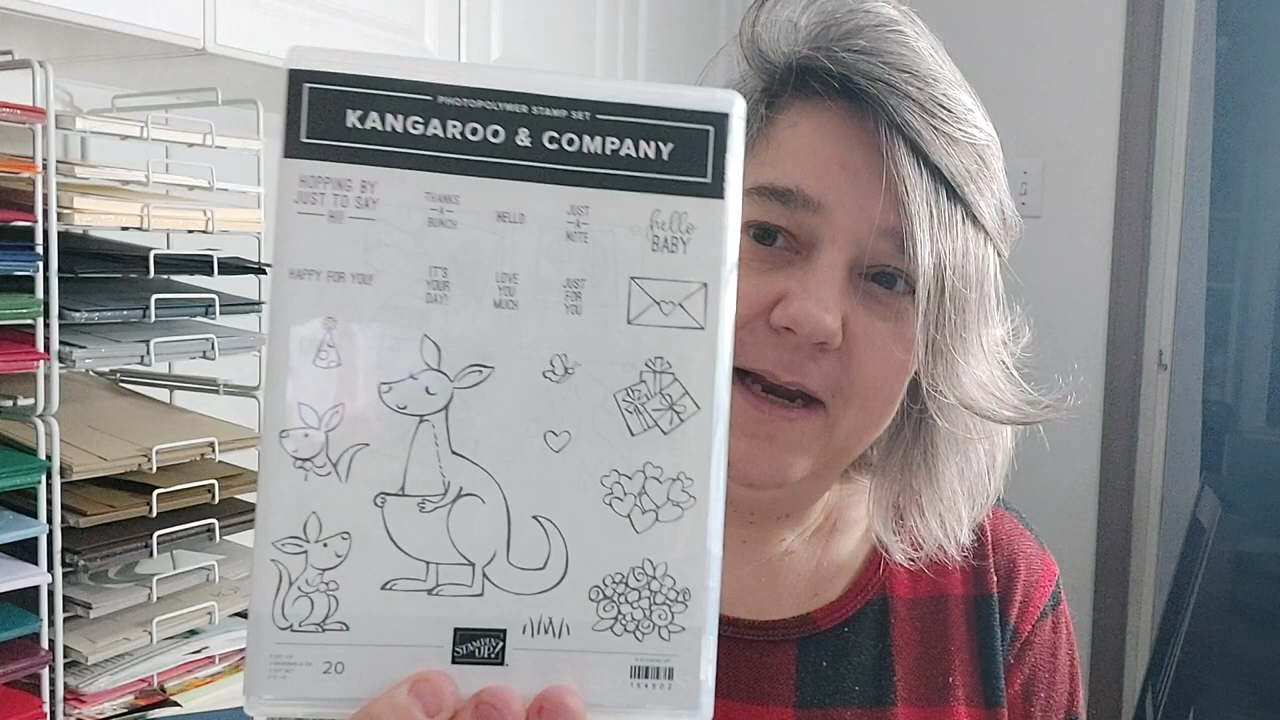 PHOTOPOLYMER STAMP SET
KANGAROO & COMPANY
HOPPING BY
JUST TO SAY
HI!
THANKS
A
BUNCH
HELLO
JUST
A
NOTE
hello
BABY
HAPPY FOR YOU!
IT'S
YOUR
DAY!
LOVE
YOU
MUCH
JUST
FOR
YOU
STAMPIN'
UP!
20
154502